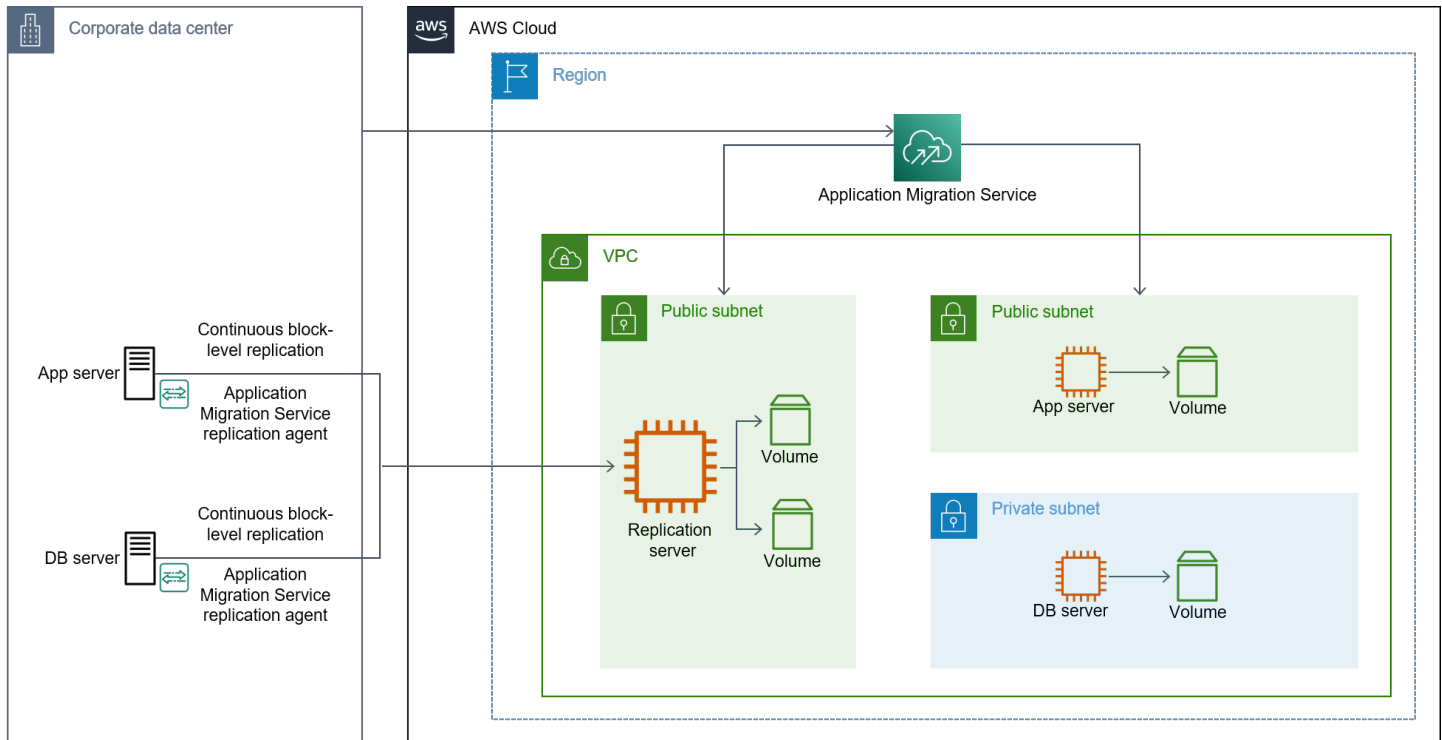 Corporate data center
aws
AWS Cloud
Region
Application Migration Service
VPC
Public subnet
Public subnet
Continuous block-
level replication
App server
Application
Migration Service
replication agent
App server
Volume
Volume
Replication
server
Volume
Private subnet
Continuous block-
level replication
DB server
Application
Migration Service
replication agent
DB server
Volume